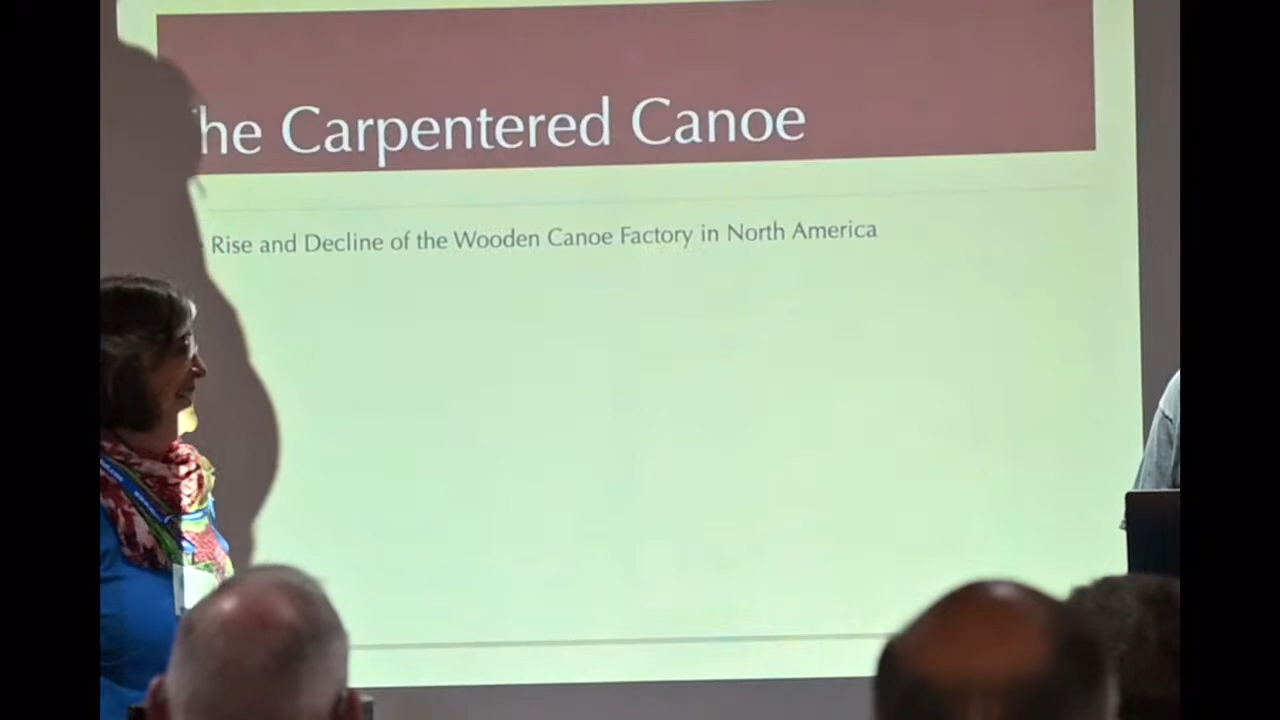 he Carpentered Canoe
Rise and Decline of the Wooden Canoe Factory in North America